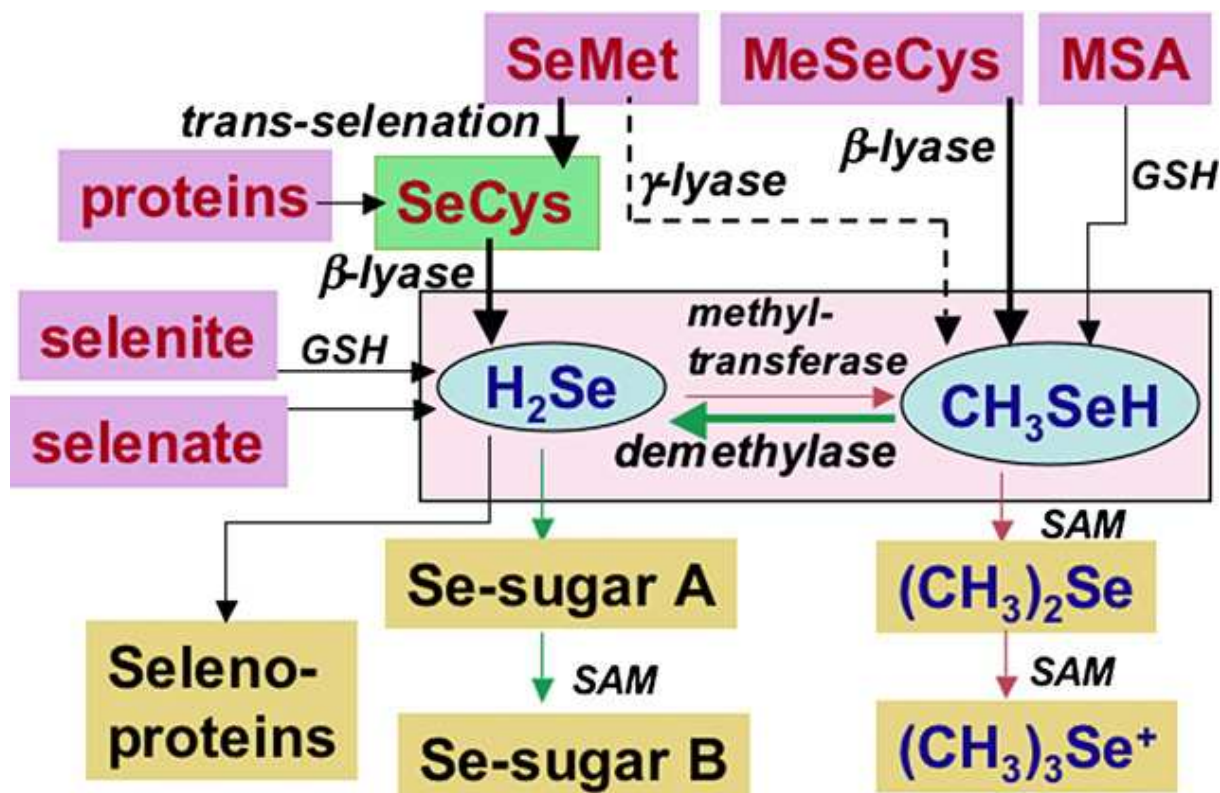 SeMet
MeSeCys
MSA
trans-selenation
β-lyase
γ-lyase
GSH
proteins
SeCys
β-lyase
selenite
GSH
methyl-
transferase
H₂Se
CH₃SeH
selenate
demethylase
SAM
Se-sugar A
(CH₃)₂Se
Seleno-
proteins
SAM
SAM
Se-sugar B
(CH₃)₃Se⁺